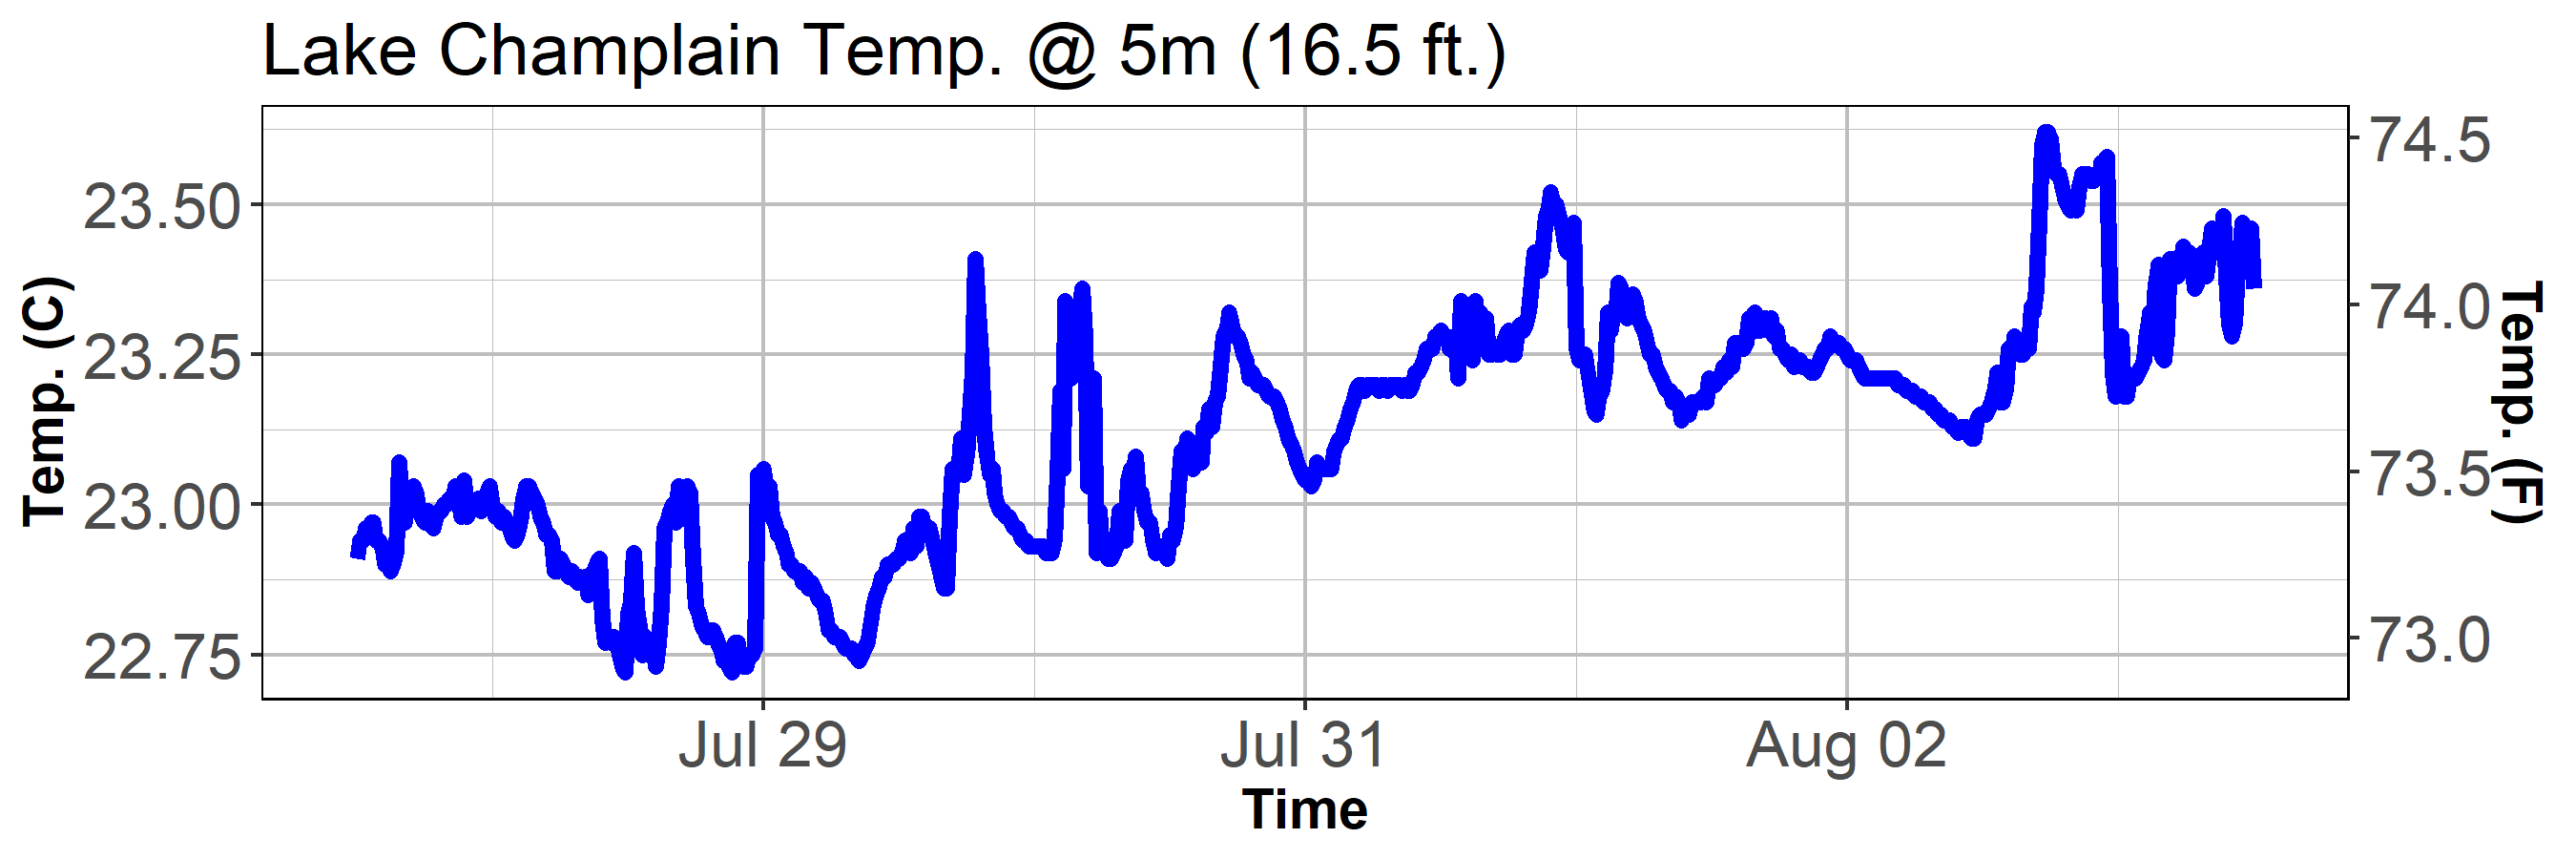 Lake Champlain Temp. @ 5m (16.5 ft.)
Temp. (C)
23.50
23.25
23.00
22.75
74.5
74.0
73.5
73.0
Temp. (F)
Jul 29
Jul 31
Aug 02
Time